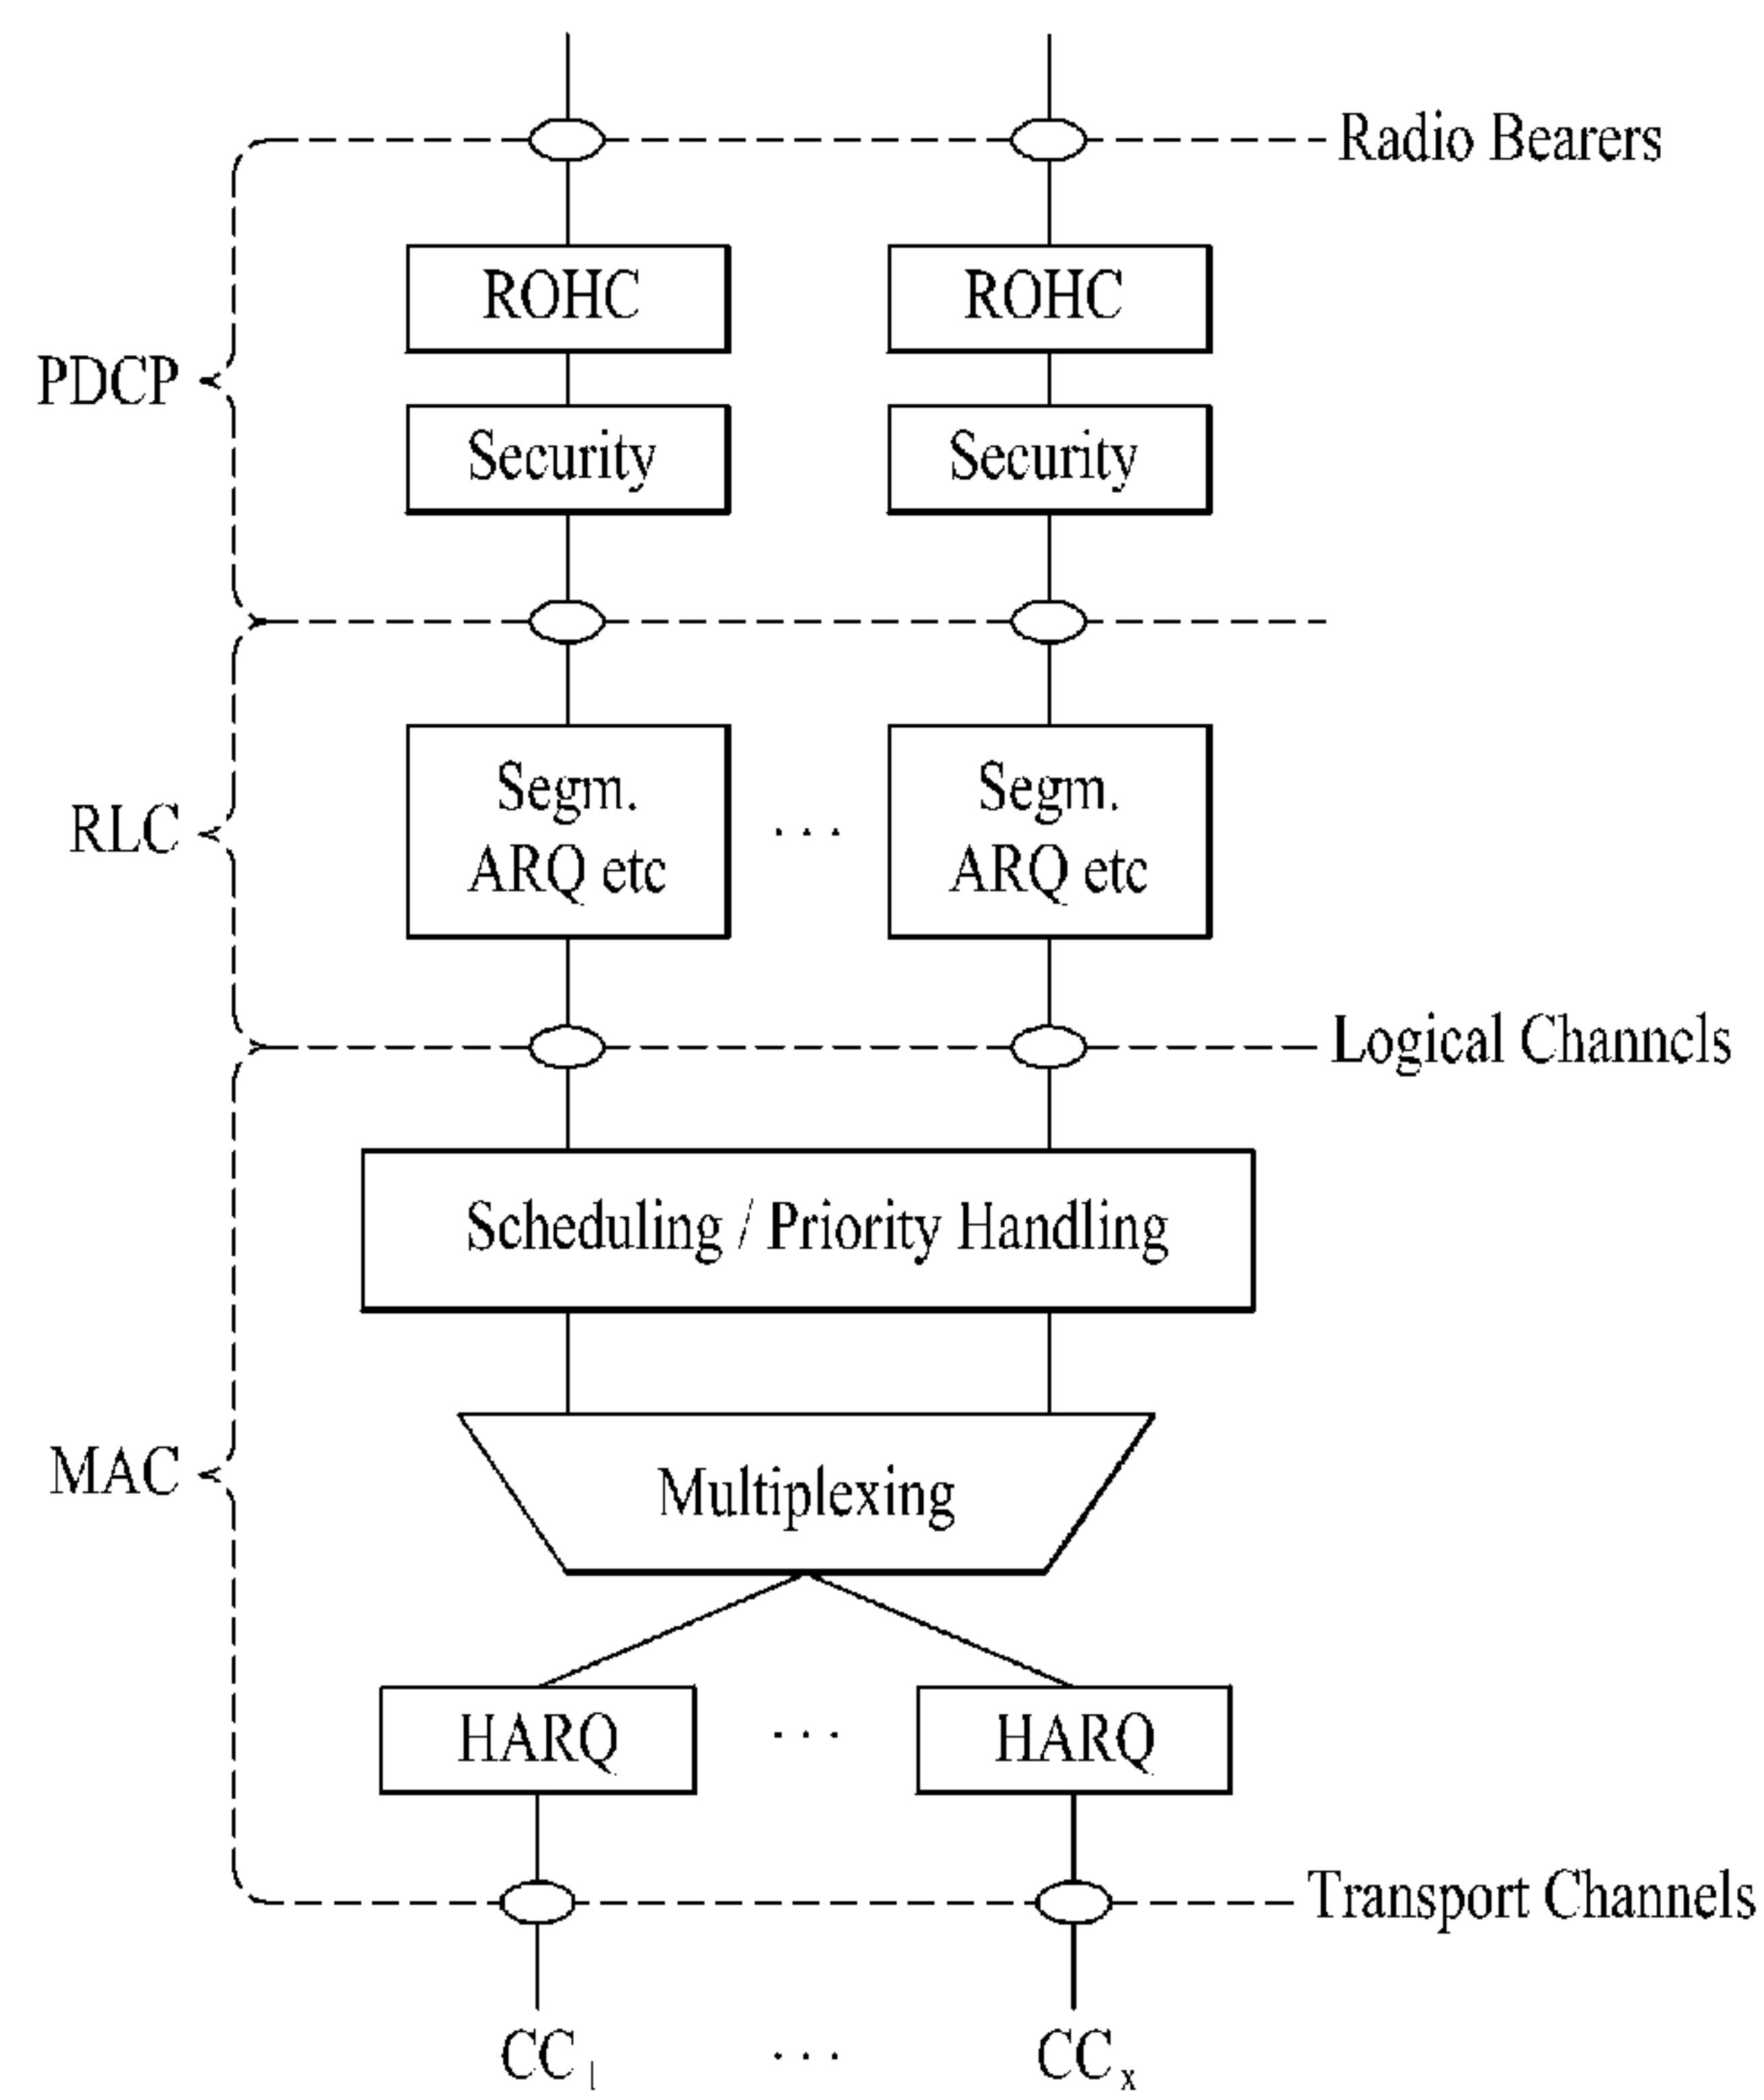 Radio Bearers
ROHC ROHC
PDCP
Security Security
Segm. Segm.
RLC ...
ARQ etc ARQ etc
Logical Channels
Scheduling / Priority Handling
MAC
Multiplexing
HARQ ... HARQ
Transport Channels
CC1 ... CCx